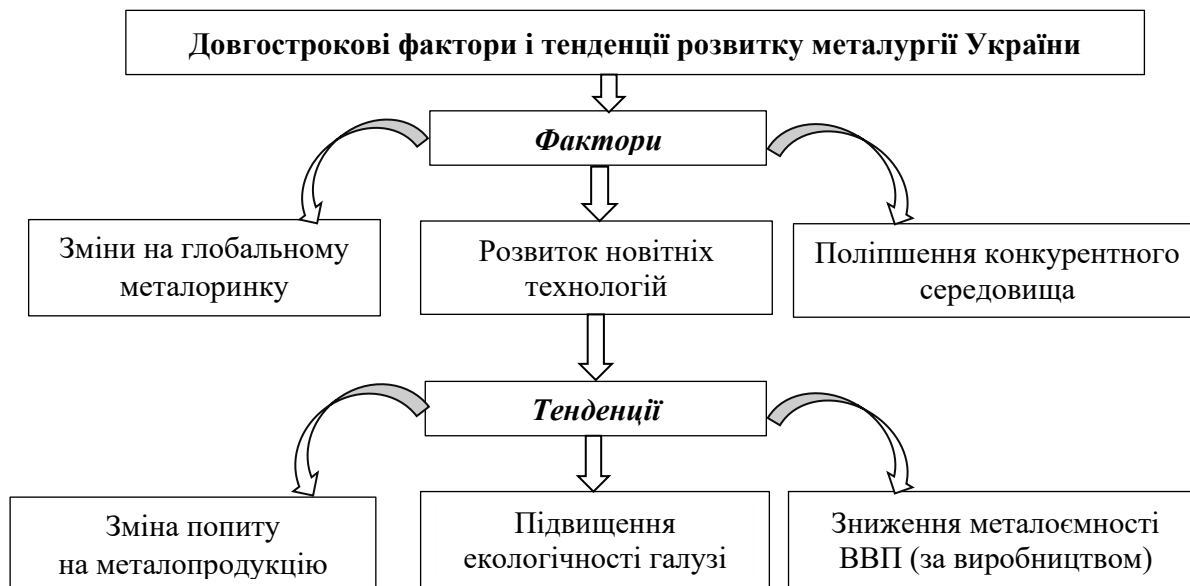 Довгострокові фактори і тенденції розвитку металургії України
Фактори
Зміни на глобальному
металоринку
Розвиток новітніх
технологій
Поліпшення конкурентного
середовища
Тенденції
Зміна попиту
на металопродукцію
Підвищення
екологічності галузі
Зниження металоємності
ВВП (за виробництвом)